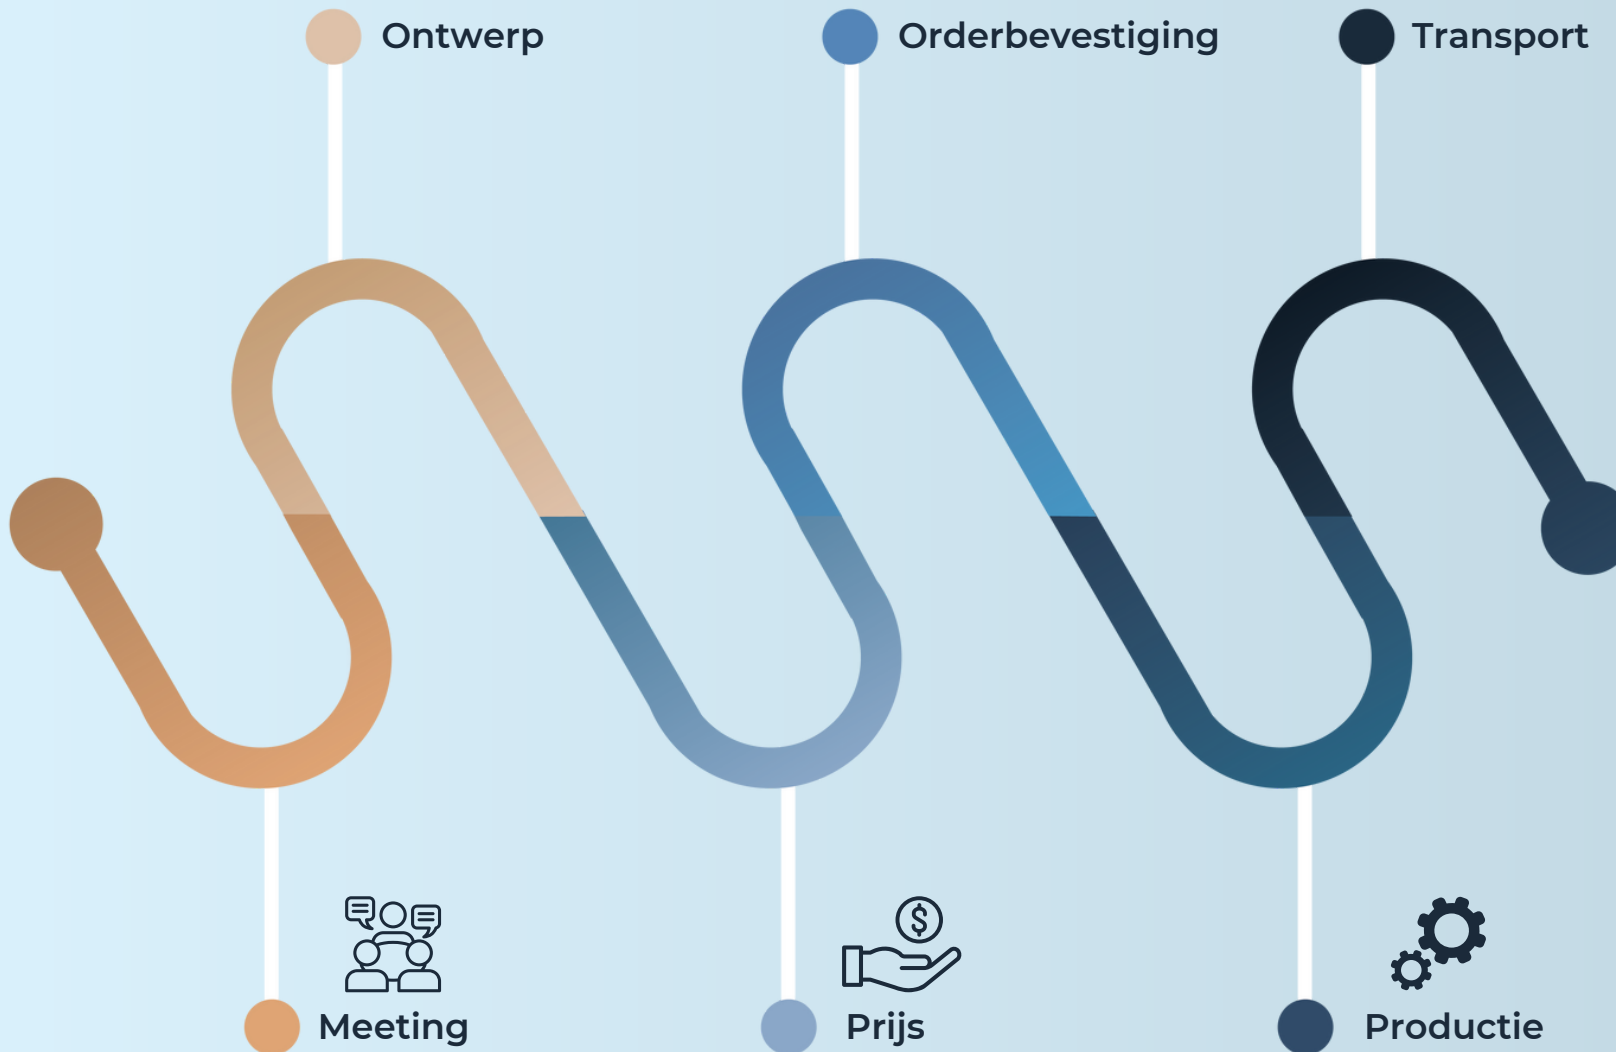 Ontwerp
Orderbevestiging
Transport
$
Meeting
Prijs
Productie